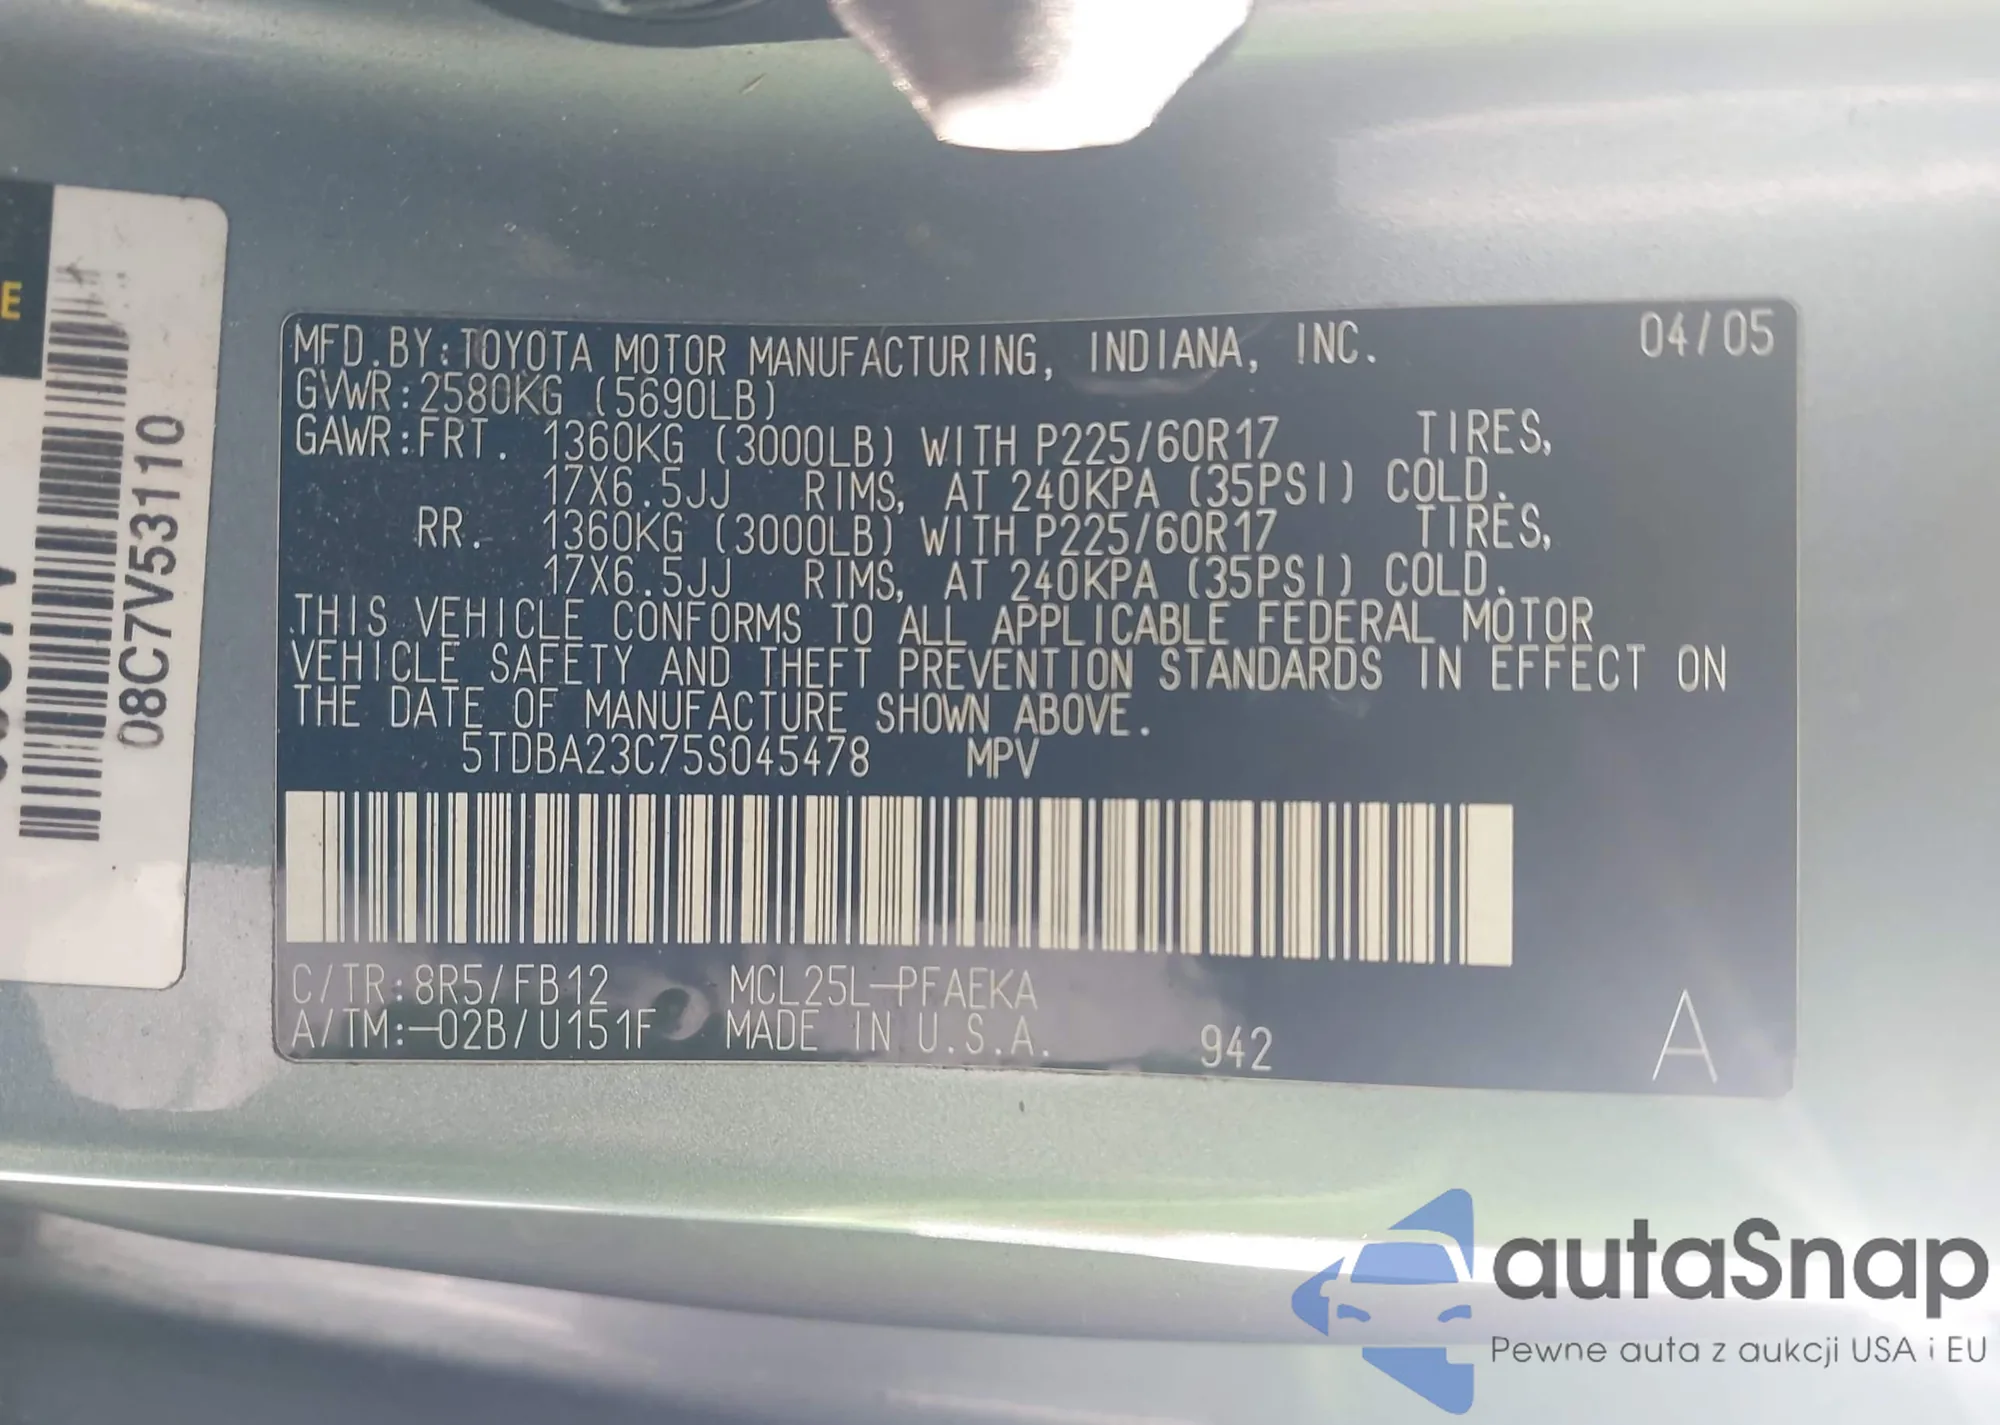 E
08C7V53110
MFD.BY:TOYOTA MOTOR MANUFACTURING, INDIANA, INC. 04/05
GVWR:2580KG (5690LB)
GAWR:FRT. 1360KG (3000LB) WITH P225/60R17 TIRES,
17X6.5JJ RIMS, AT 240KPA (35PSI) COLD.
RR. 1360KG (3000LB) WITH P225/60R17 TIRES,
17X6.5JJ RIMS, AT 240KPA (35PSI) COLD.
THIS VEHICLE CONFORMS TO ALL APPLICABLE FEDERAL MOTOR
VEHICLE SAFETY AND THEFT PREVENTION STANDARDS IN EFFECT ON
THE DATE OF MANUFACTURE SHOWN ABOVE.
5TDBA23C75S045478 MPV
C/TR:8R5/FB12 MCL25L-PFAEKA
A/TM:-02B/U151F MADE IN U.S.A. 942 A
autaSnap
Pewne auta z aukcji USA i EU